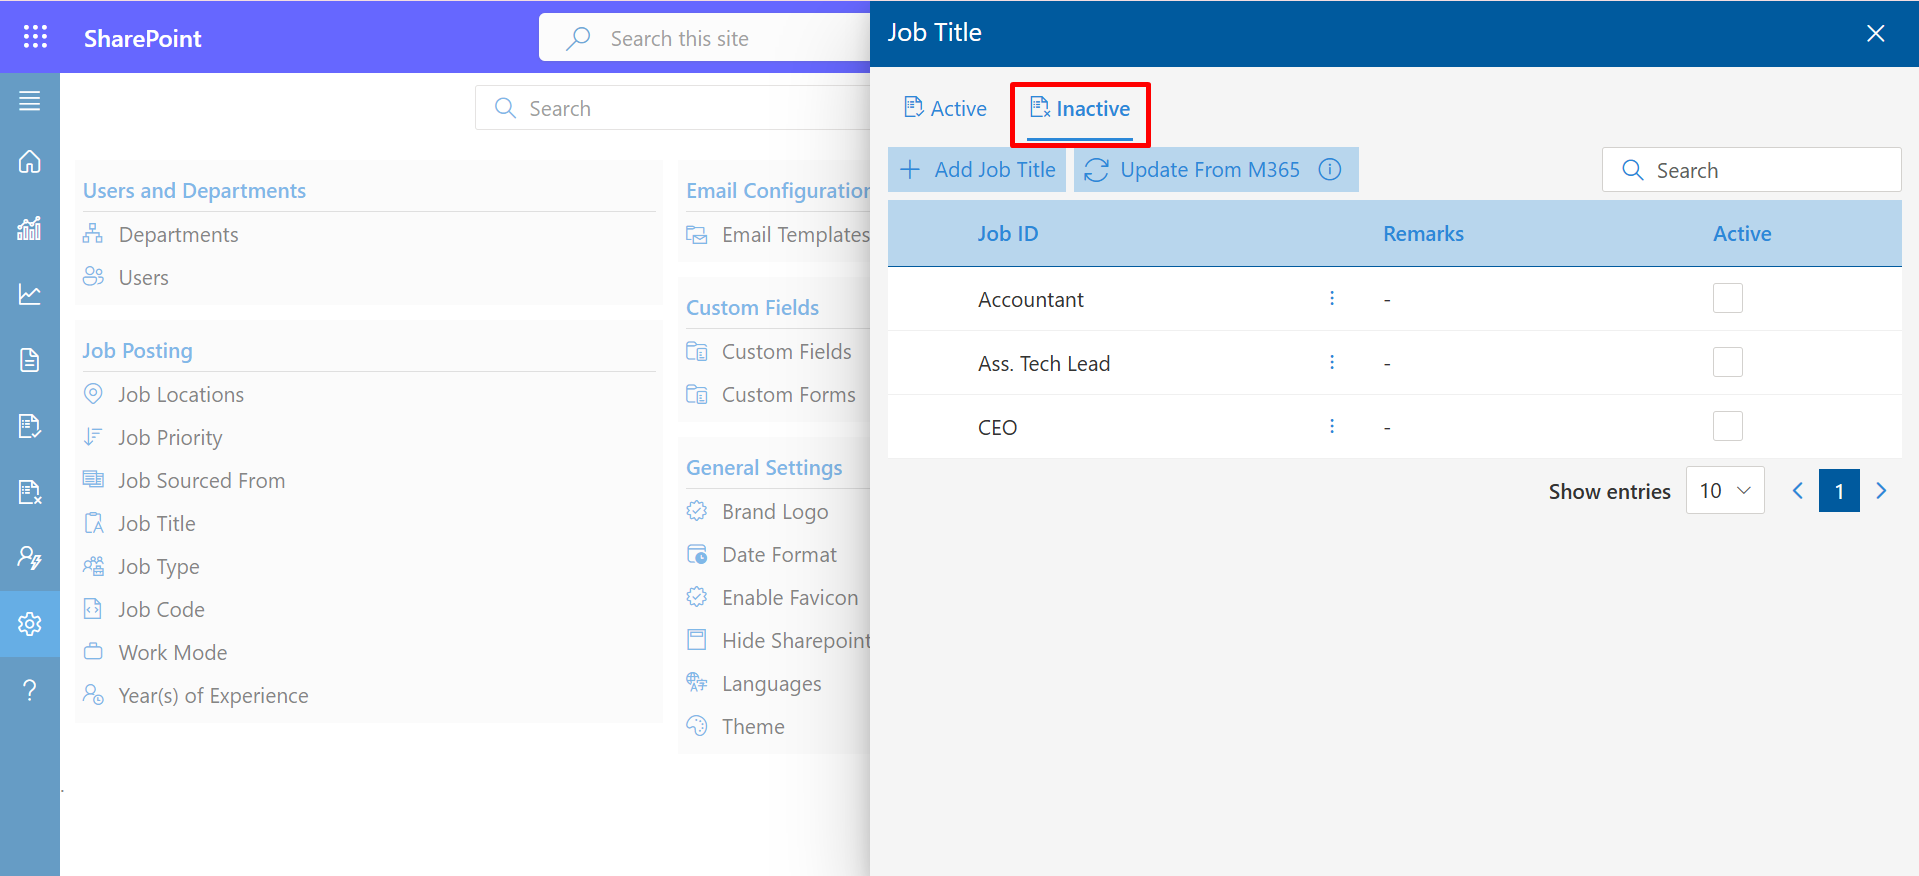 SharePoint
Search this site
Search
Users and Departments
Departments
Users
Job Posting
Job Locations
Job Priority
Job Sourced From
Job Title
Job Type
Job Code
Work Mode
Year(s) of Experience
Email Configuration
Email Templates
Custom Fields
Custom Fields
Custom Forms
General Settings
Brand Logo
Date Format
Enable Favicon
Hide Sharepoint
Languages
Theme
Job Title
Active
Inactive
Add Job Title
Update From M365
Search
Job ID Remarks Active
Accountant -
Ass. Tech Lead -
CEO -
Show entries 10 1